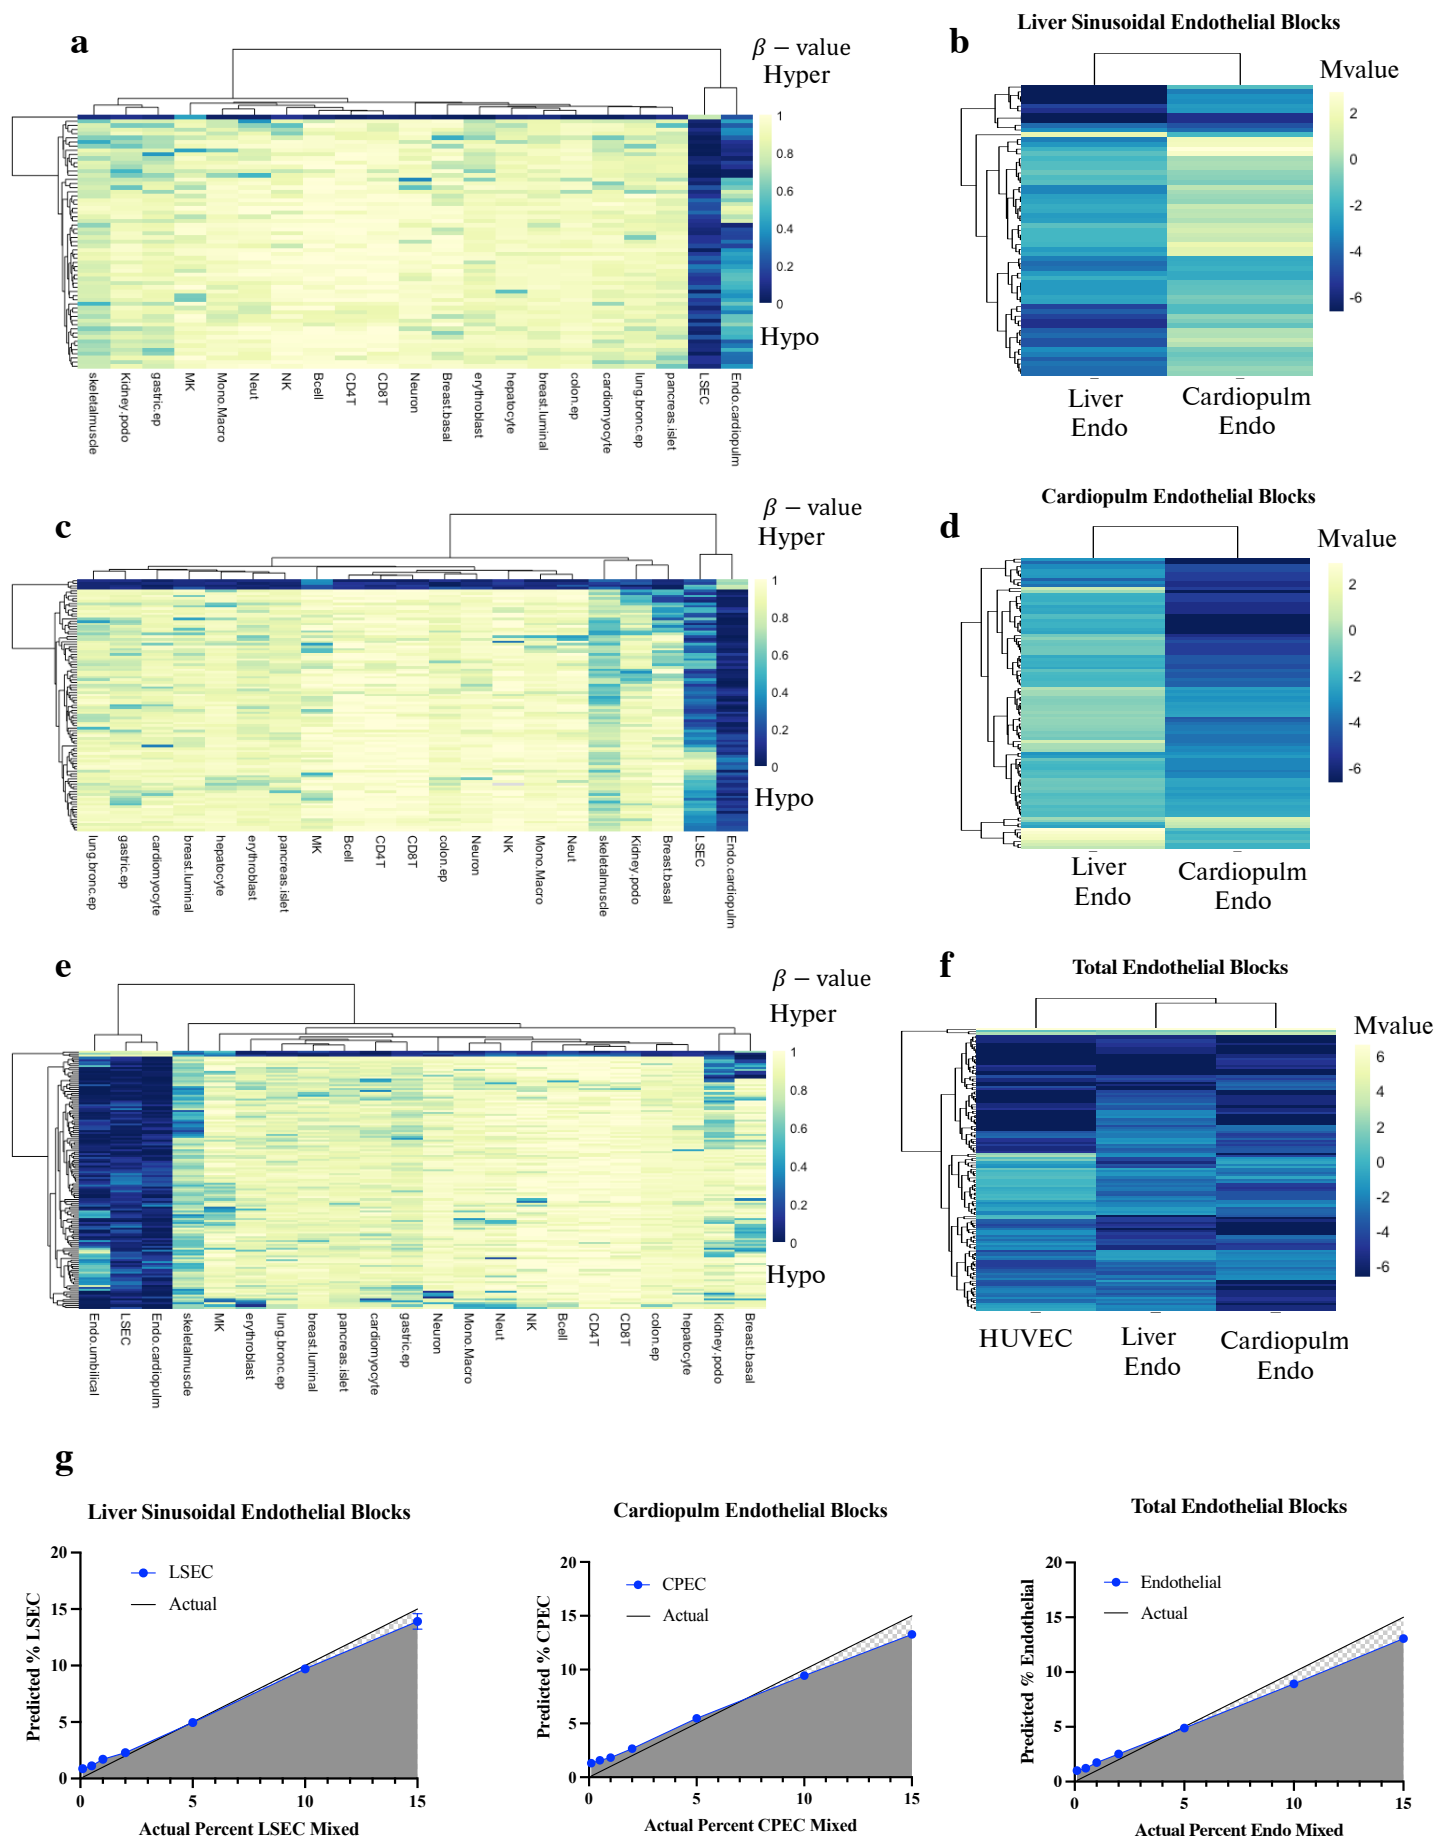 a
β − value
Hyper
1
0.8
0.6
0.4
0.2
0
Hypo
skeletalmuscle
Kidney.podo
gastric.ep
MK
Mono.Macro
Neut
NK
Bcell
CD4T
CD8T
Neuron
Breast.basal
erythroblast
hepatocyte
breast.luminal
colon.ep
cardiomyocyte
lung.bronc.ep
pancreas.islet
LSEC
Endo.cardiopulm
b
Liver Sinusoidal Endothelial Blocks
Mvalue
2
0
-2
-4
-6
Liver
Endo
Cardiopulm
Endo
c
β − value
Hyper
1
0.8
0.6
0.4
0.2
0
Hypo
lung.bronc.ep
gastric.ep
cardiomyocyte
breast.luminal
hepatocyte
erythroblast
pancreas.islet
MK
Bcell
CD4T
CD8T
colon.ep
Neuron
NK
Mono.Macro
Neut
skeletalmuscle
Kidney.podo
Breast.basal
LSEC
Endo.cardiopulm
d
Cardiopulm Endothelial Blocks
Mvalue
2
0
-2
-4
-6
Liver
Endo
Cardiopulm
Endo
e
β − value
Hyper
1
0.8
0.6
0.4
0.2
0
Hypo
Endo.umbilical
LSEC
Endo.cardiopulm
skeletalmuscle
MK
erythroblast
lung.bronc.ep
breast.luminal
pancreas.islet
cardiomyocyte
gastric.ep
Neuron
Mono.Macro
Neut
NK
Bcell
CD4T
CD8T
colon.ep
hepatocyte
Kidney.podo
Breast.basal
f
Total Endothelial Blocks
Mvalue
6
4
2
0
-2
-4
-6
HUVEC
Liver
Endo
Cardiopulm
Endo
g
Liver Sinusoidal Endothelial Blocks
Predicted % LSEC
20
15
10
5
0
LSEC
Actual
0 5 10 15
Actual Percent LSEC Mixed
Cardiopulm Endothelial Blocks
Predicted % CPEC
20
15
10
5
0
CPEC
Actual
0 5 10 15
Actual Percent CPEC Mixed
Total Endothelial Blocks
Predicted % Endothelial
20
15
10
5
0
Endothelial
Actual
0 5 10 15
Actual Percent Endo Mixed